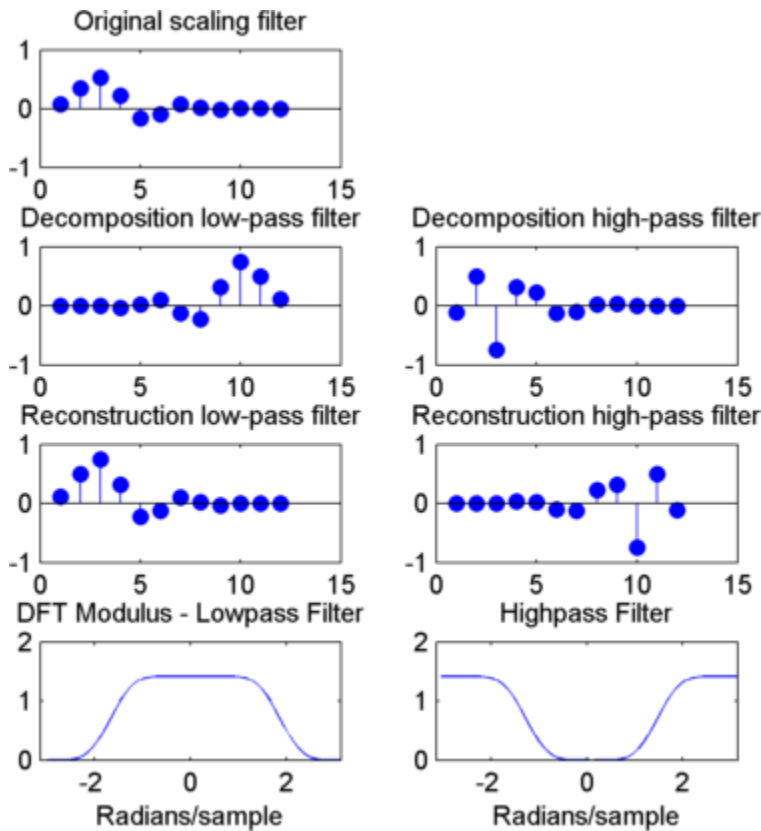 Original scaling filter
1
0
-1
0 5 10 15
Decomposition low-pass filter Decomposition high-pass filter
1 1
0 0
-1 -1
0 5 10 15 0 5 10 15
Reconstruction low-pass filter Reconstruction high-pass filter
1 1
0 0
-1 -1
0 5 10 15 0 5 10 15
DFT Modulus - Lowpass Filter Highpass Filter
2 2
1 1
0 0
-2 0 2 -2 0 2
Radians/sample Radians/sample